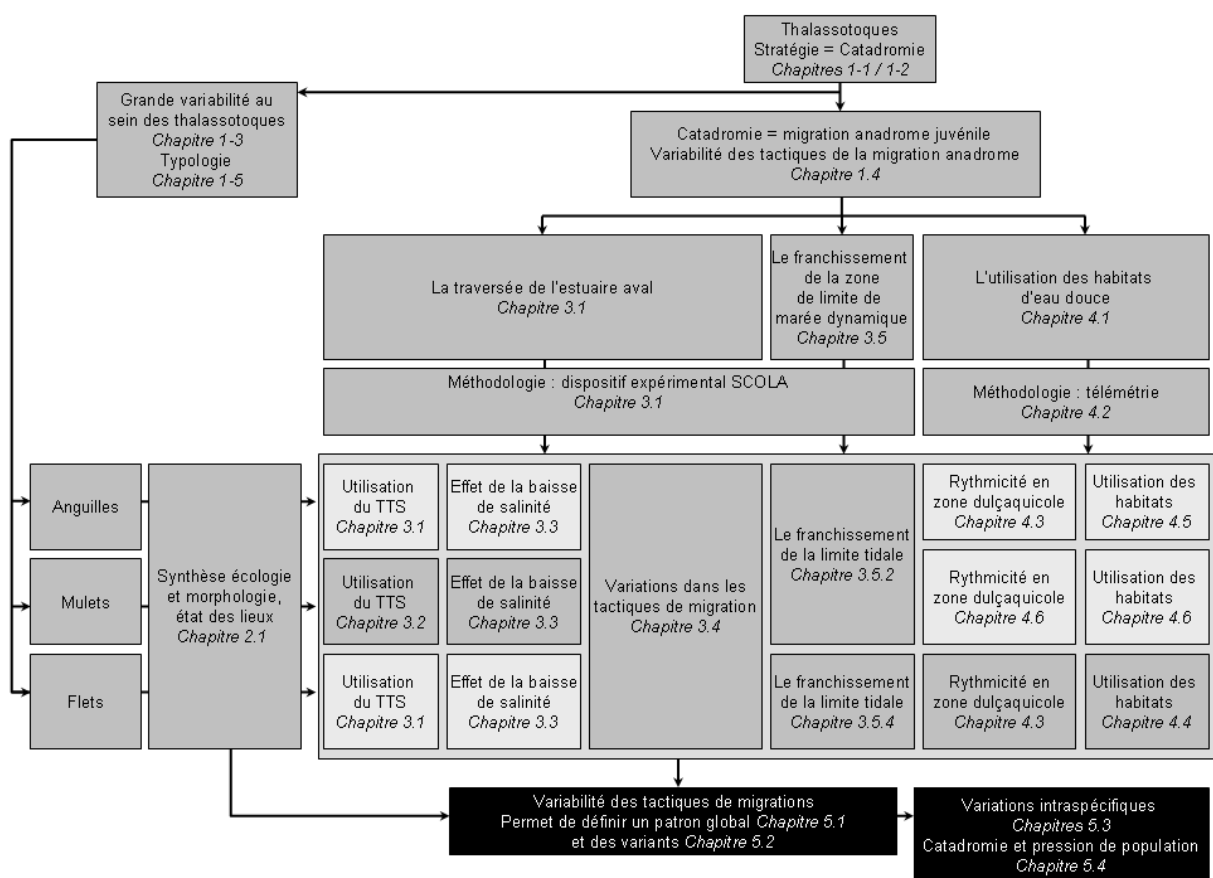 Thalassotoques
Stratégie = Catadromie
Chapitres 1-1 / 1-2
Grande variabilité au
sein des thalassotoques
Chapitre 1-3
Typologie
Chapitre 1-5
Catadromie = migration anadrome juvénile
Variabilité des tactiques de la migration anadrome
Chapitre 1.4
La traversée de l'estuaire aval
Chapitre 3.1
Le franchissement
de la zone
de limite de
marée dynamique
Chapitre 3.5
L'utilisation des habitats
d'eau douce
Chapitre 4.1
Méthodologie : dispositif expérimental SCOLA
Chapitre 3.1
Méthodologie : télémétrie
Chapitre 4.2
Anguilles
Mulets
Flets
Synthèse écologie
et morphologie,
état des lieux
Chapitre 2.1
Utilisation
du TTS
Chapitre 3.1
Effet de la baisse
de salinité
Chapitre 3.3
Utilisation
du TTS
Chapitre 3.2
Effet de la baisse
de salinité
Chapitre 3.3
Utilisation
du TTS
Chapitre 3.1
Effet de la baisse
de salinité
Chapitre 3.3
Variations dans les
tactiques de migration
Chapitre 3.4
Le franchissement
de la limite tidale
Chapitre 3.5.2
Le franchissement
de la limite tidale
Chapitre 3.5.4
Rythmicité en
zone dulçaquicole
Chapitre 4.3
Utilisation des
habitats
Chapitre 4.5
Rythmicité en
zone dulçaquicole
Chapitre 4.6
Utilisation des
habitats
Chapitre 4.6
Rythmicité en
zone dulçaquicole
Chapitre 4.3
Utilisation des
habitats
Chapitre 4.4
Variabilité des tactiques de migrations
Permet de définir un patron global Chapitre 5.1
et des variants Chapitre 5.2
Variations intraspécifiques
Chapitres 5.3
Catadromie et pression de population
Chapitre 5.4